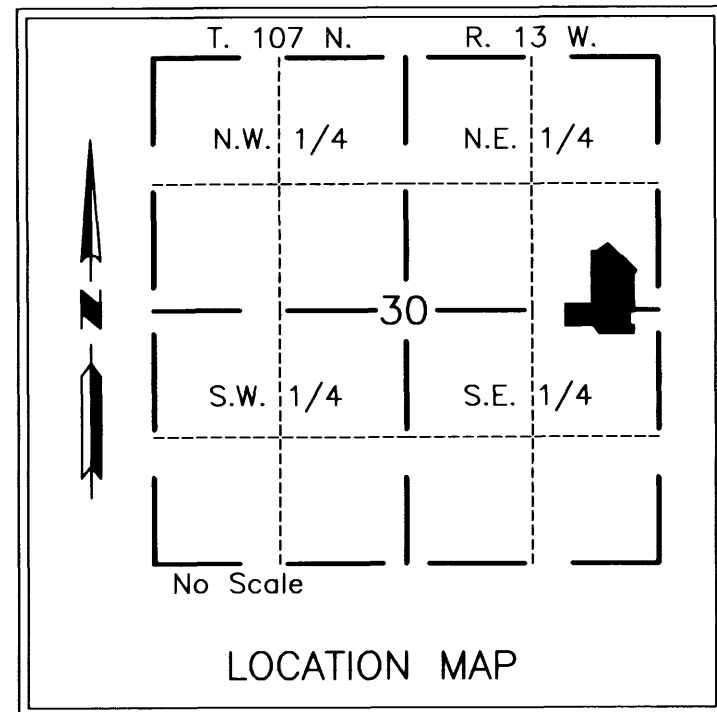 T. 107 N. R. 13 W.
N.W. 1/4 N.E. 1/4
N
30
S.W. 1/4 S.E. 1/4
No Scale
LOCATION MAP